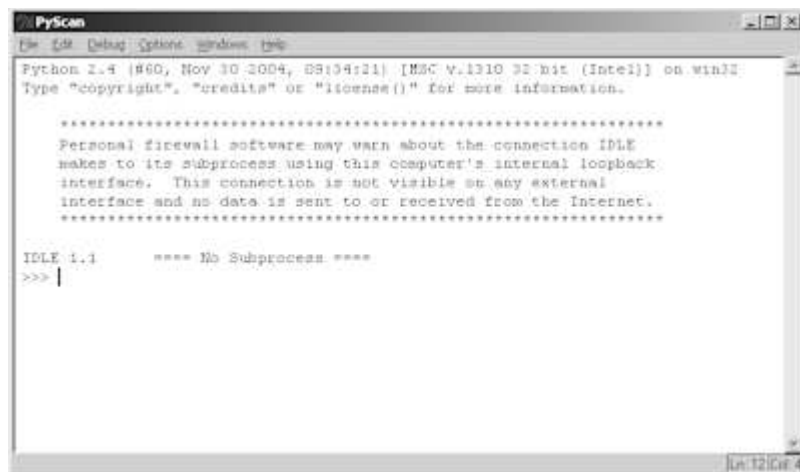 PyScan
File Edit Debug Options Windows Help
Python 2.4 (#60, Nov 30 2004, 09:34:21) [MSC v.1310 32 bit (Intel)] on win32
Type "copyright", "credits" or "license()" for more information.
****************************************************************
Personal firewall software may warn about the connection IDLE
makes to its subprocess using this computer's internal loopback
interface. This connection is not visible on any external
interface and no data is sent to or received from the Internet.
****************************************************************
IDLE 1.1 ==== No Subprocess ====
>>>
Ln: 12 Col: 4